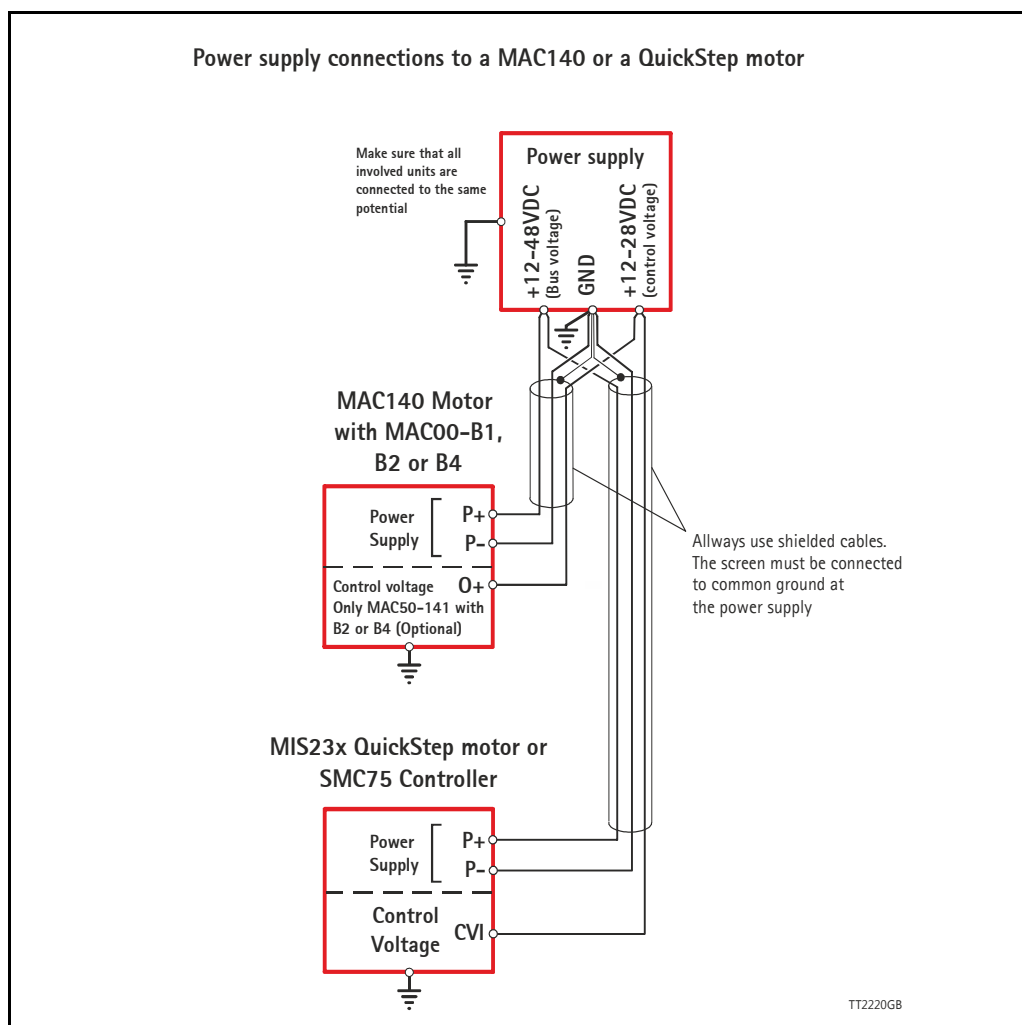 Power supply connections to a MAC140 or a QuickStep motor
Make sure that all
involved units are
connected to the same
potential
Power supply
+12-48VDC
(Bus voltage)
GND
+12-28VDC
(control voltage)
MAC140 Motor
with MAC00-B1,
B2 or B4
Power
Supply
P+
P-
Control voltage
O+
Only MAC50-141 with
B2 or B4 (Optional)
Allways use shielded cables.
The screen must be connected
to common ground at
the power supply
MIS23x QuickStep motor or
SMC75 Controller
Power
Supply
P+
P-
Control
Voltage
CVI
TT2220GB